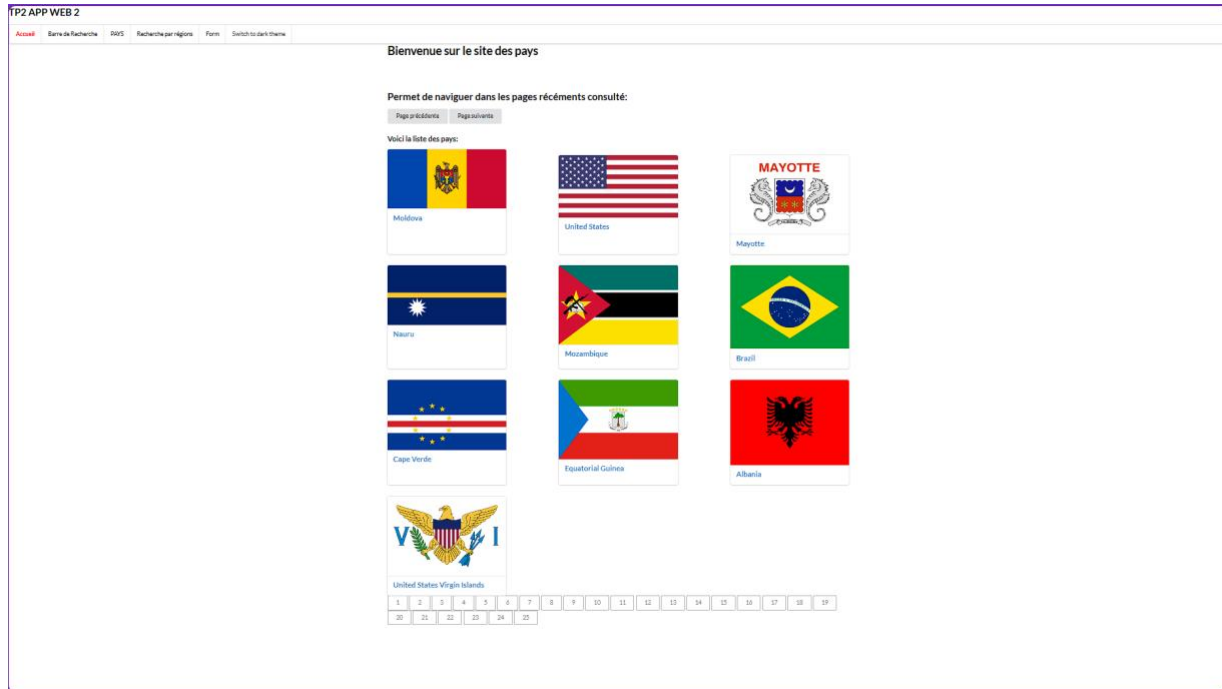 TP2 APP WEB 2
Accueil Barre de Recherche PAYS Recherche par régions Form Switch to dark theme
Bienvenue sur le site des pays
Permet de naviguer dans les pages récéments consulté:
Page précédente Page suivante
Voici la liste des pays:
MAYOTTE
Moldova
United States
Mayotte
Nauru
Mozambique
Brazil
Cape Verde
Equatorial Guinea
Albania
V I
United States Virgin Islands
1 2 3 4 5 6 7 8 9 10 11 12 13 14 15 16 17 18 19
20 21 22 23 24 25